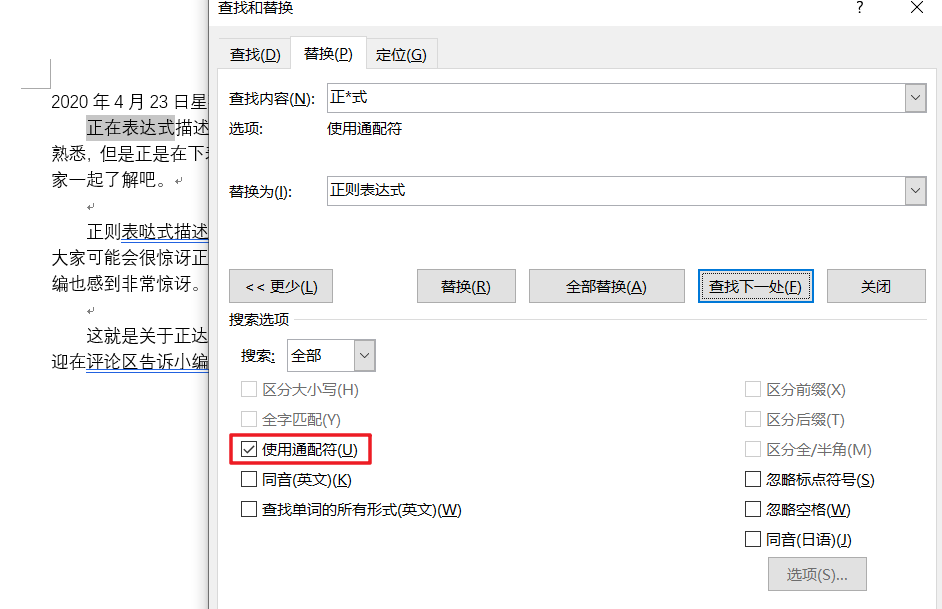 查找和替换 ? ×
查找(D) 替换(P) 定位(G)
查找内容(N): 正*式
选项: 使用通配符
替换为(I): 正则表达式
<< 更少(L) 替换(R) 全部替换(A) 查找下一处(F) 关闭
搜索选项
搜索: 全部
区分大小写(H) 区分前缀(X)
全字匹配(Y) 区分后缀(T)
使用通配符(U) 区分全/半角(M)
同音(英文)(K) 忽略标点符号(S)
查找单词的所有形式(英文)(W) 忽略空格(W)
同音(日语)(J)
选项(S)...
2020 年 4 月 23 日星
正在表达式描述
熟悉，但是正是在下
家一起了解吧。
正则表哒式描述
大家可能会很惊讶正
编也感到非常惊讶。
这就是关于正达
迎在评论区告诉小编